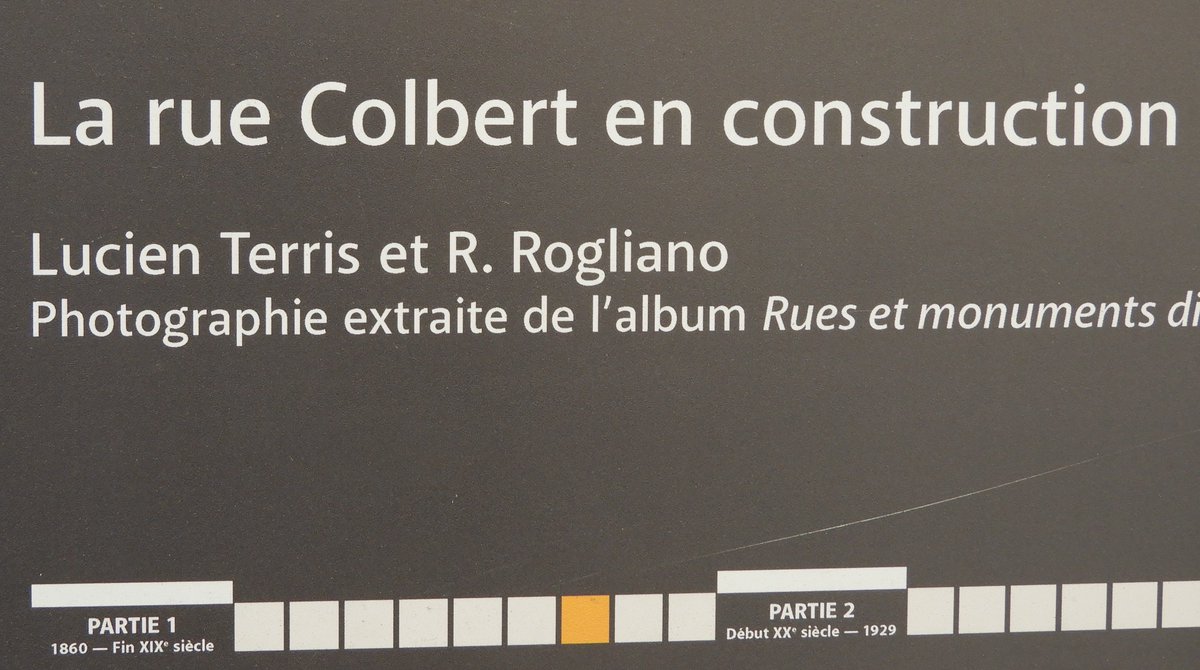 La rue Colbert en construction
Lucien Terris et R. Rogliano
Photographie extraite de l'album Rues et monuments di
PARTIE 1
1860 — Fin XIXe siècle
PARTIE 2
Début XXe siècle — 1929